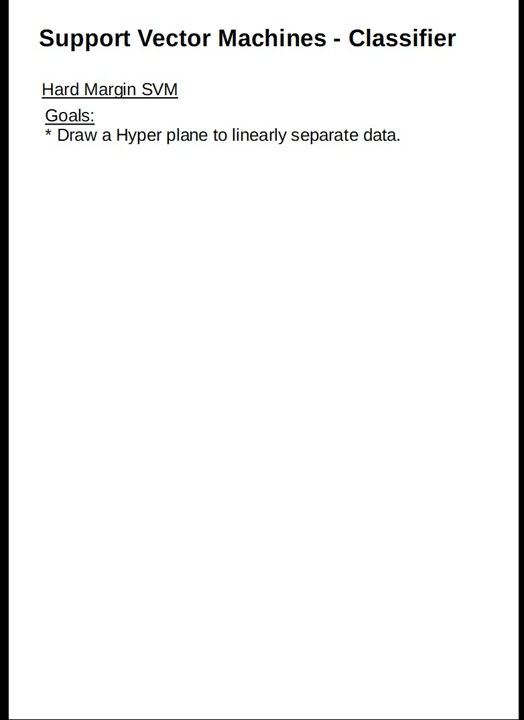 Support Vector Machines - Classifier
Hard Margin SVM
Goals:
* Draw a Hyper plane to linearly separate data.